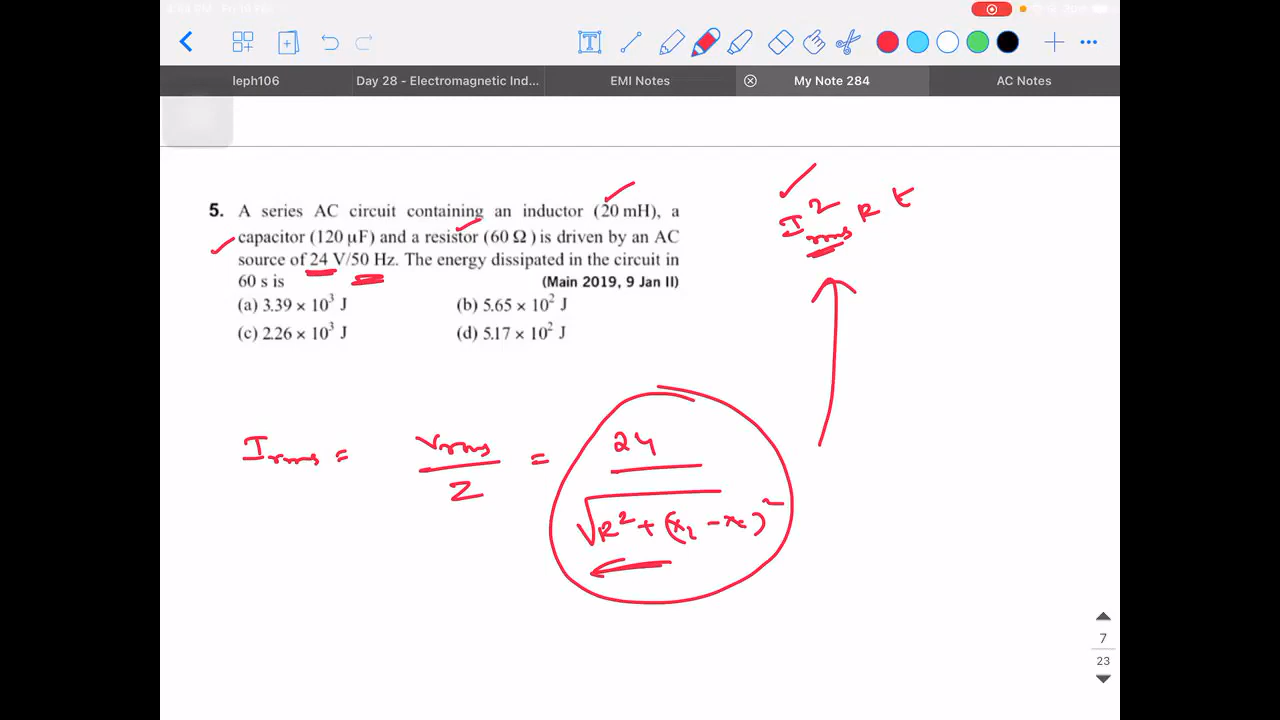 leph106
Day 28 - Electromagnetic Ind...
EMI Notes
My Note 284
AC Notes
5. A series AC circuit containing an inductor (20 mH), a
capacitor (120 μF) and a resistor (60 Ω) is driven by an AC
source of 24 V/50 Hz. The energy dissipated in the circuit in
60 s is (Main 2019, 9 Jan II)
(a) 3.39 × 10³ J (b) 5.65 × 10² J
(c) 2.26 × 10³ J (d) 5.17 × 10² J
I²rms R t
Irms = Vrms / Z = 24 / √R² + (xL - xc)²
7
23